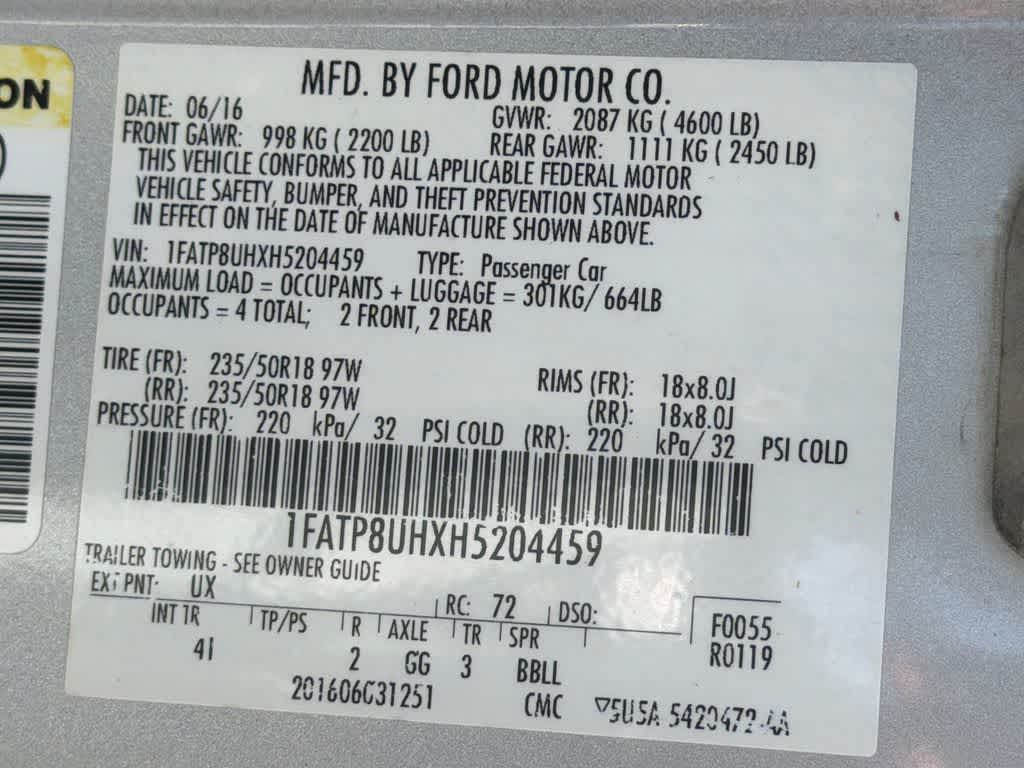 ON
MFD. BY FORD MOTOR CO.
DATE: 06/16 GVWR: 2087 KG ( 4600 LB)
FRONT GAWR: 998 KG ( 2200 LB) REAR GAWR: 1111 KG ( 2450 LB)
THIS VEHICLE CONFORMS TO ALL APPLICABLE FEDERAL MOTOR
VEHICLE SAFETY, BUMPER, AND THEFT PREVENTION STANDARDS
IN EFFECT ON THE DATE OF MANUFACTURE SHOWN ABOVE.
VIN: 1FATP8UHXH5204459 TYPE: Passenger Car
MAXIMUM LOAD = OCCUPANTS + LUGGAGE = 301KG/ 664LB
OCCUPANTS = 4 TOTAL; 2 FRONT, 2 REAR
TIRE (FR): 235/50R18 97W RIMS (FR): 18x8.0J
(RR): 235/50R18 97W (RR): 18x8.0J
PRESSURE (FR): 220 kPa/ 32 PSI COLD (RR): 220 kPa/ 32 PSI COLD
1FATP8UHXH5204459
TRAILER TOWING - SEE OWNER GUIDE
EXT PNT: UX RC: 72 DSO: F0055
INT TR TP/PS R AXLE TR SPR R0119
4I 2 GG 3 BBLL
201606031251 CMC